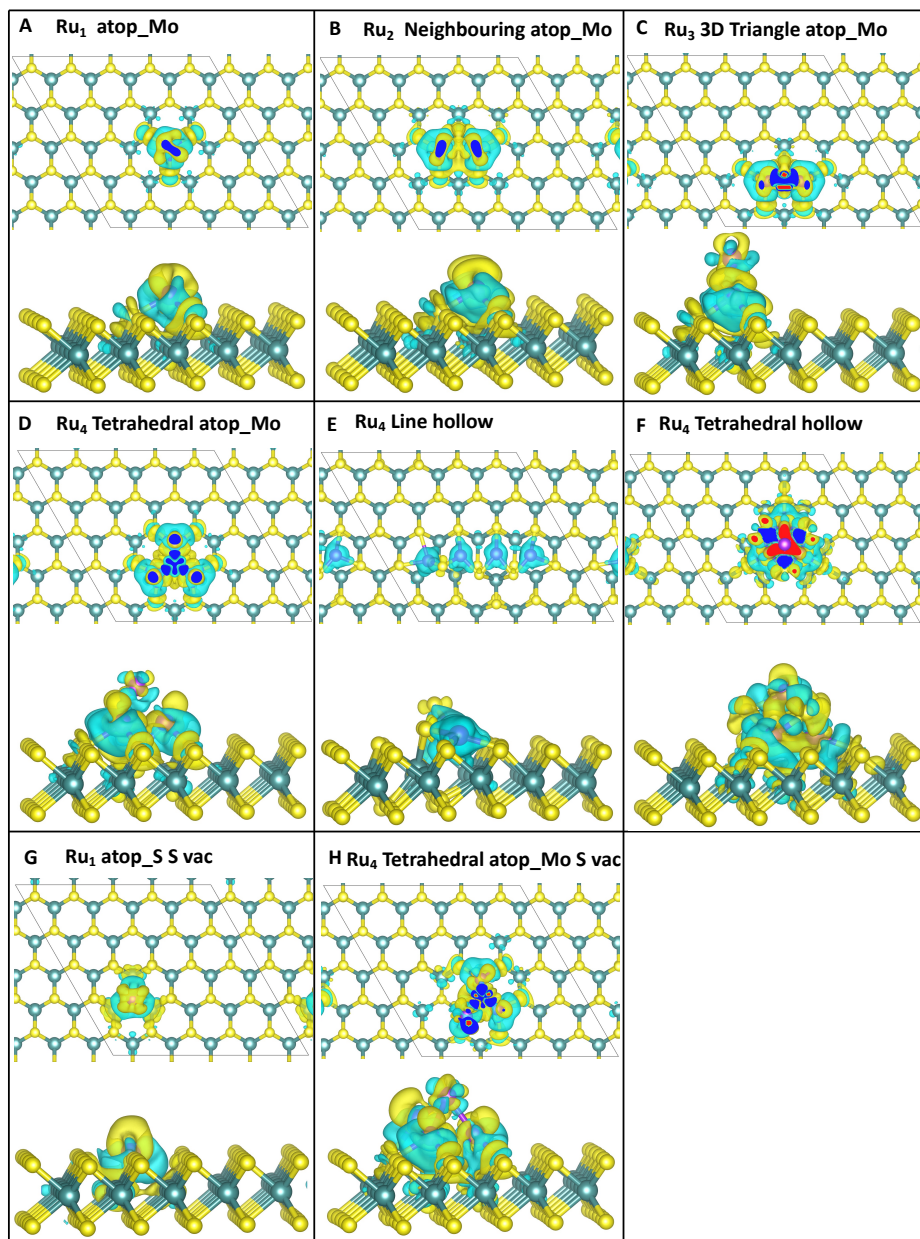 A Ru₁ atop_Mo
B Ru₂ Neighbouring atop_Mo
C Ru₃ 3D Triangle atop_Mo
D Ru₄ Tetrahedral atop_Mo
E Ru₄ Line hollow
F Ru₄ Tetrahedral hollow
G Ru₁ atop_S S vac
H Ru₄ Tetrahedral atop_Mo S vac